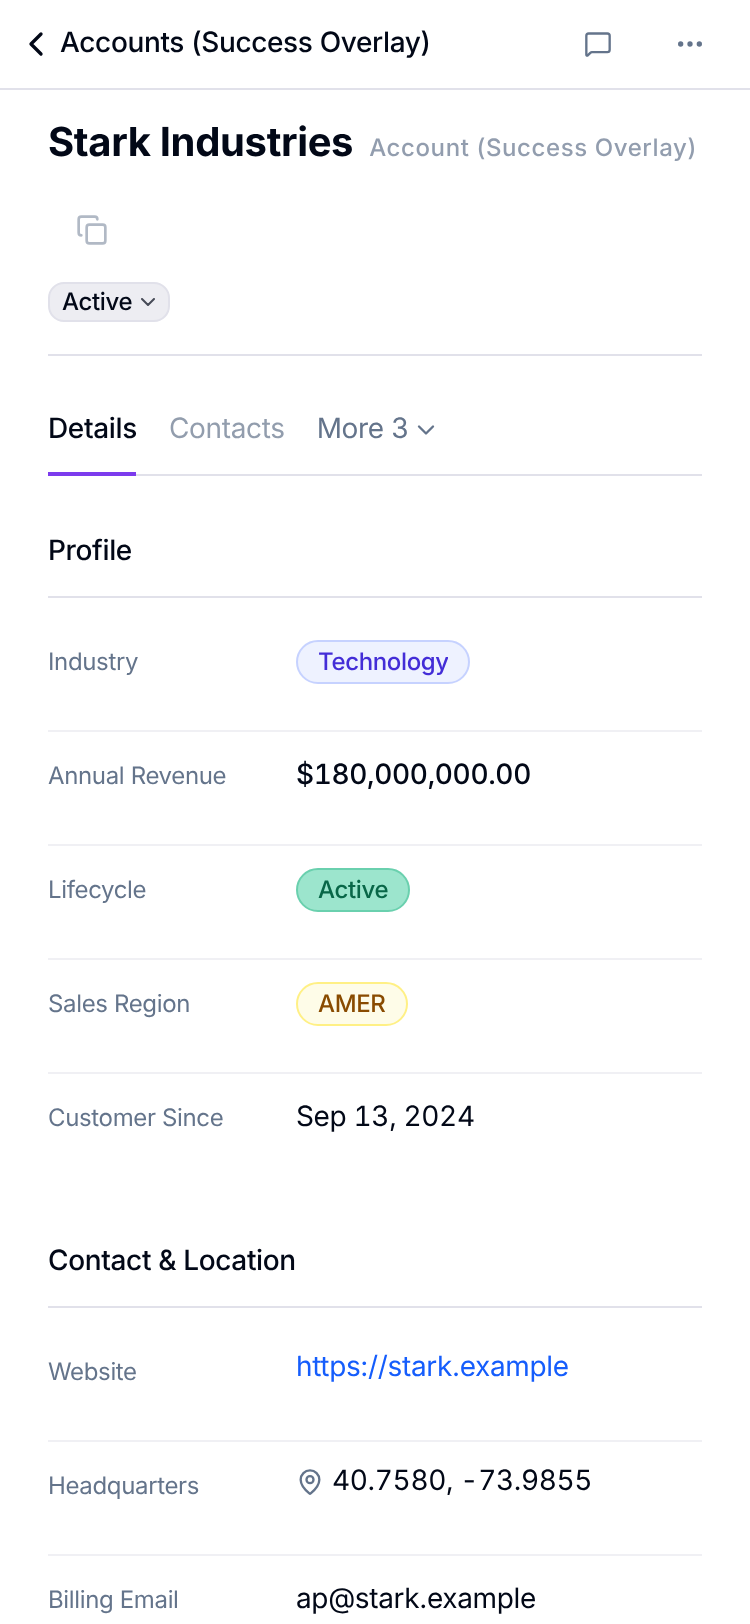 Accounts (Success Overlay)
Stark Industries Account (Success Overlay)
Active
Details Contacts More 3
Profile
Industry Technology
Annual Revenue $180,000,000.00
Lifecycle Active
Sales Region AMER
Customer Since Sep 13, 2024
Contact & Location
Website https://stark.example
Headquarters 40.7580, -73.9855
Billing Email ap@stark.example